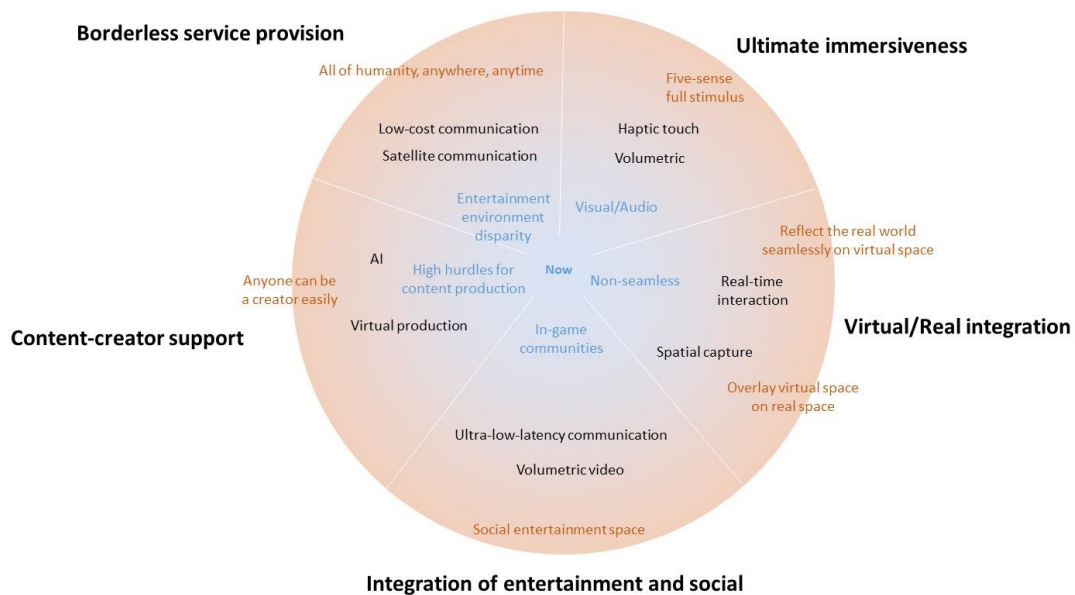 Borderless service provision
All of humanity, anywhere, anytime
Low-cost communication
Satellite communication
Entertainment
environment
disparity
Ultimate immersiveness
Five-sense
full stimulus
Haptic touch
Volumetric
Visual/Audio
Reflect the real world
seamlessly on virtual space
Real-time
interaction
Non-seamless
Virtual/Real integration
Spatial capture
Overlay virtual space
on real space
Now
AI
High hurdles for
content production
Anyone can be
a creator easily
Virtual production
Content-creator support
In-game
communities
Ultra-low-latency communication
Volumetric video
Social entertainment space
Integration of entertainment and social